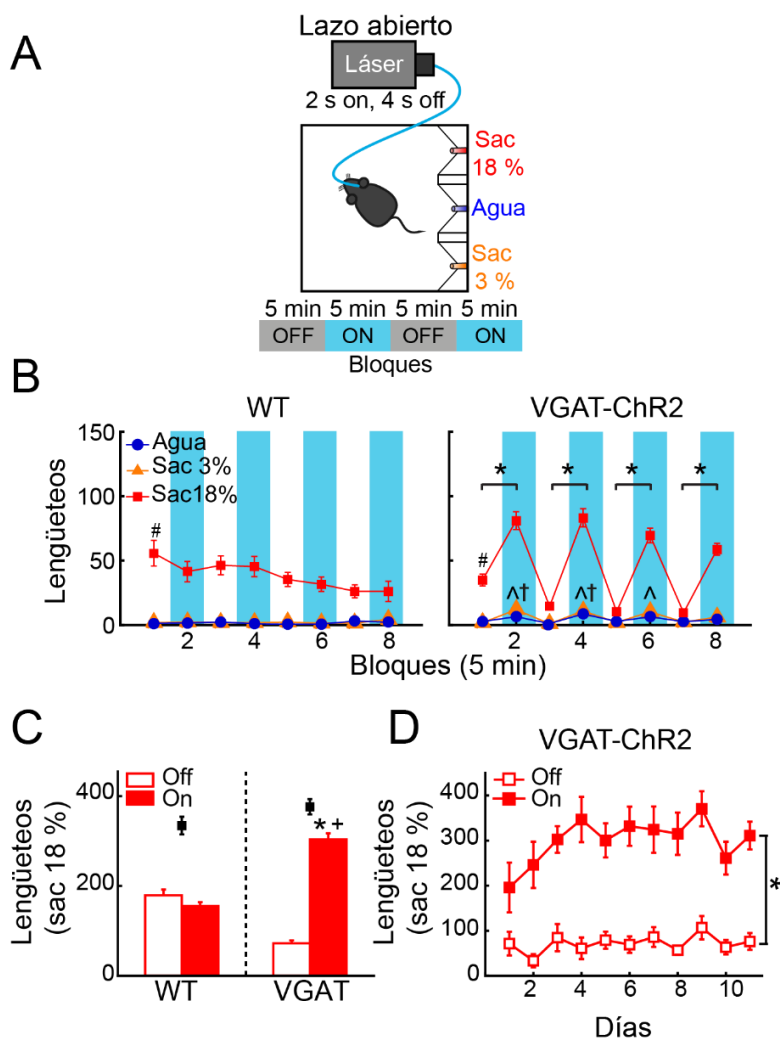 A
Lazo abierto
Láser
2 s on, 4 s off
Sac
18 %
Agua
Sac
3 %
5 min 5 min 5 min 5 min
OFF ON OFF ON
Bloques
B
WT VGAT-ChR2
150
100
50
0
Lengüeteos
Agua
Sac 3%
Sac18%
#
2 4 6 8
* * * *
#
^† ^† ^
2 4 6 8
Bloques (5 min)
C
Off
On
400
200
0
Lengüeteos
(sac 18 %)
*+
WT VGAT
D
VGAT-ChR2
Off
On
400
300
200
100
0
Lengüeteos
(sac 18 %)
*
2 4 6 8 10
Días